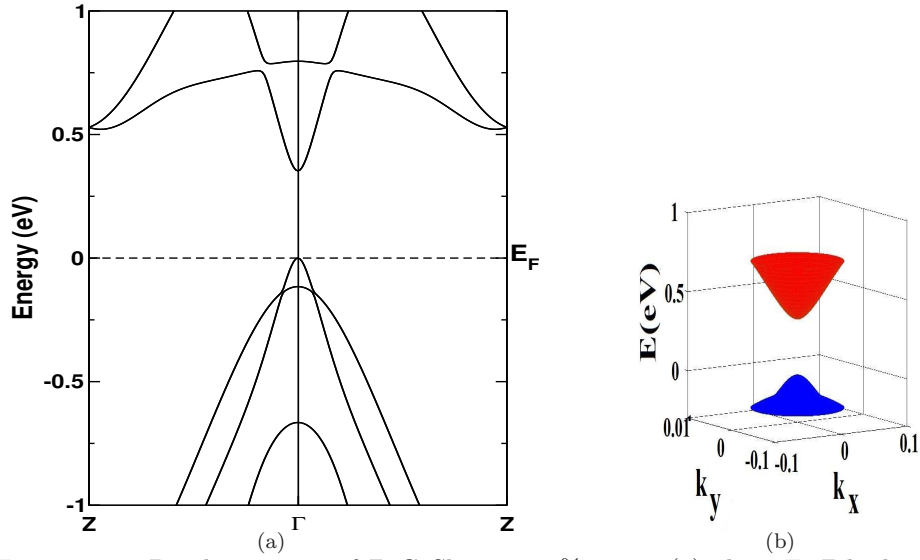 1
0.5
0
-0.5
-1
Energy (eV)
E_F
Z
Γ
Z
(a)
1
0.5
0
0.01
0
-0.1
-0.1
0
0.1
E(eV)
k_y
k_x
(b)